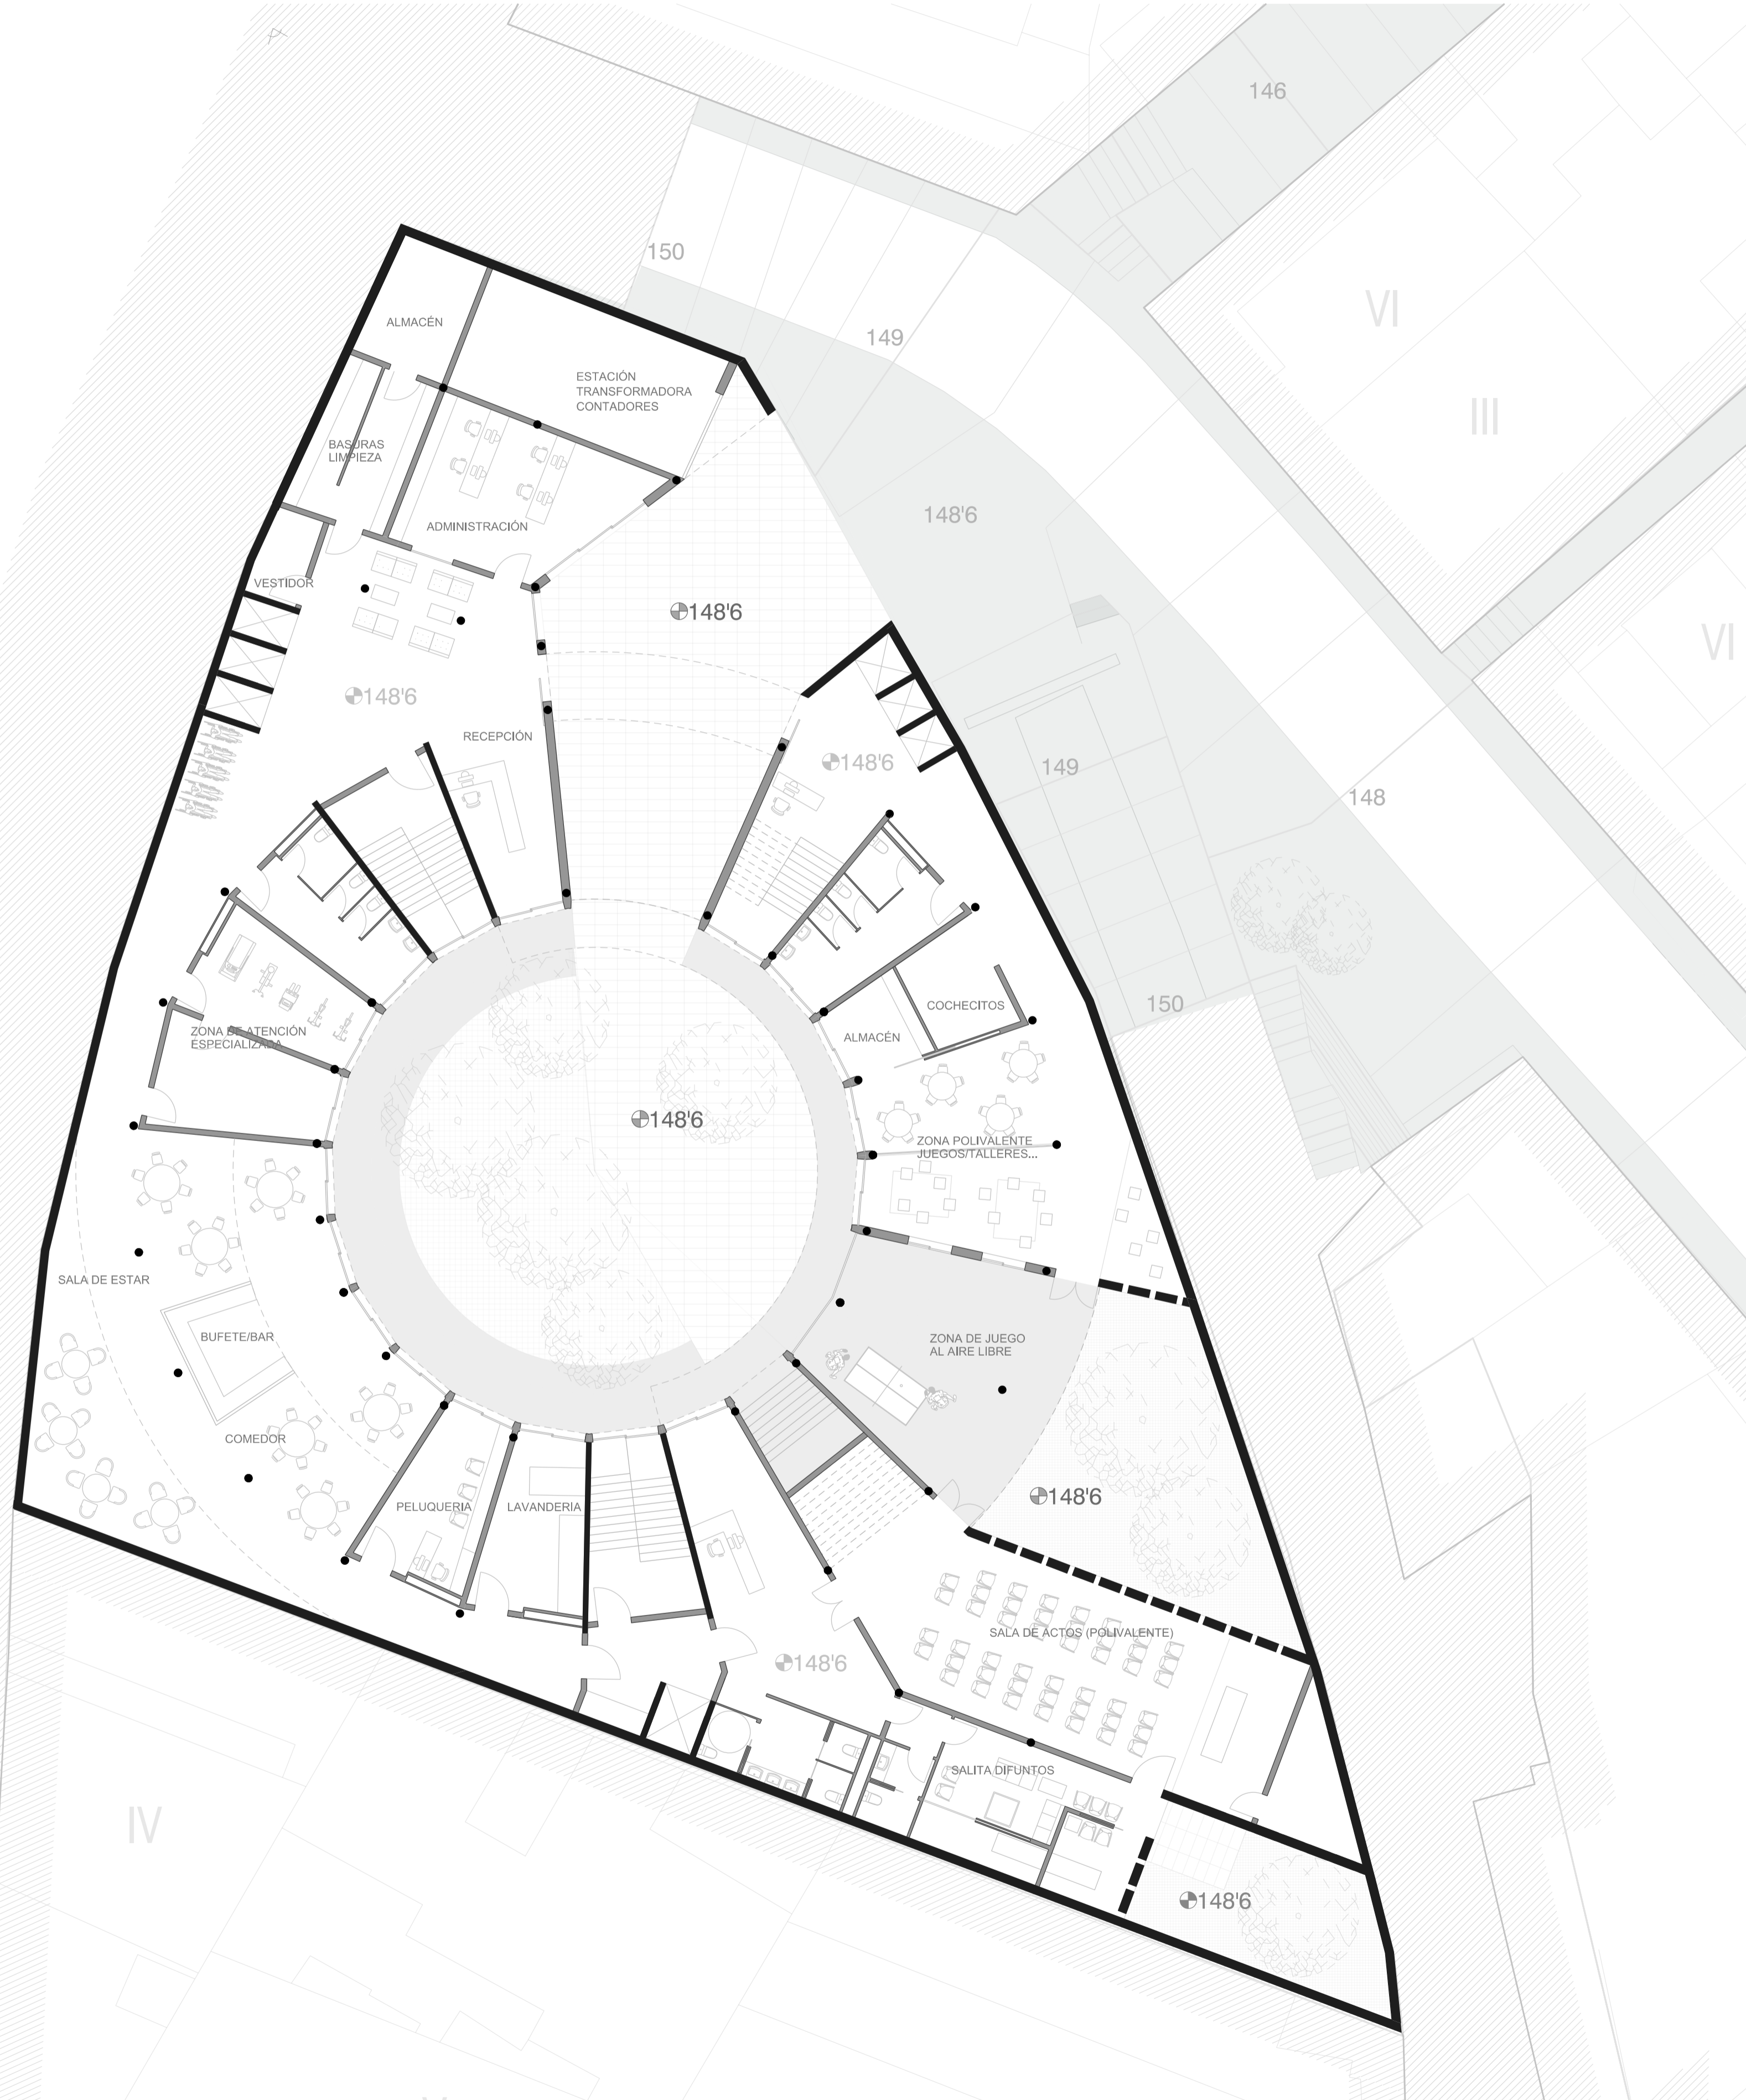 146
150
VI
ALMACÉN
149
ESTACIÓN
TRANSFORMADORA
CONTADORES
III
BASURAS
LIMPIEZA
148'6
ADMINISTRACIÓN
VESTIDOR
148'6
VI
148'6
RECEPCIÓN
148'6
149
148
COCHECITOS
150
ZONA DE ATENCIÓN
ESPECIALIZADA
ALMACÉN
148'6
ZONA POLIVALENTE
JUEGOS/TALLERES...
SALA DE ESTAR
BUFETE/BAR
ZONA DE JUEGO
AL AIRE LIBRE
COMEDOR
148'6
PELUQUERIA
LAVANDERIA
SALA DE ACTOS (POLIVALENTE)
148'6
SALITA DIFUNTOS
IV
148'6